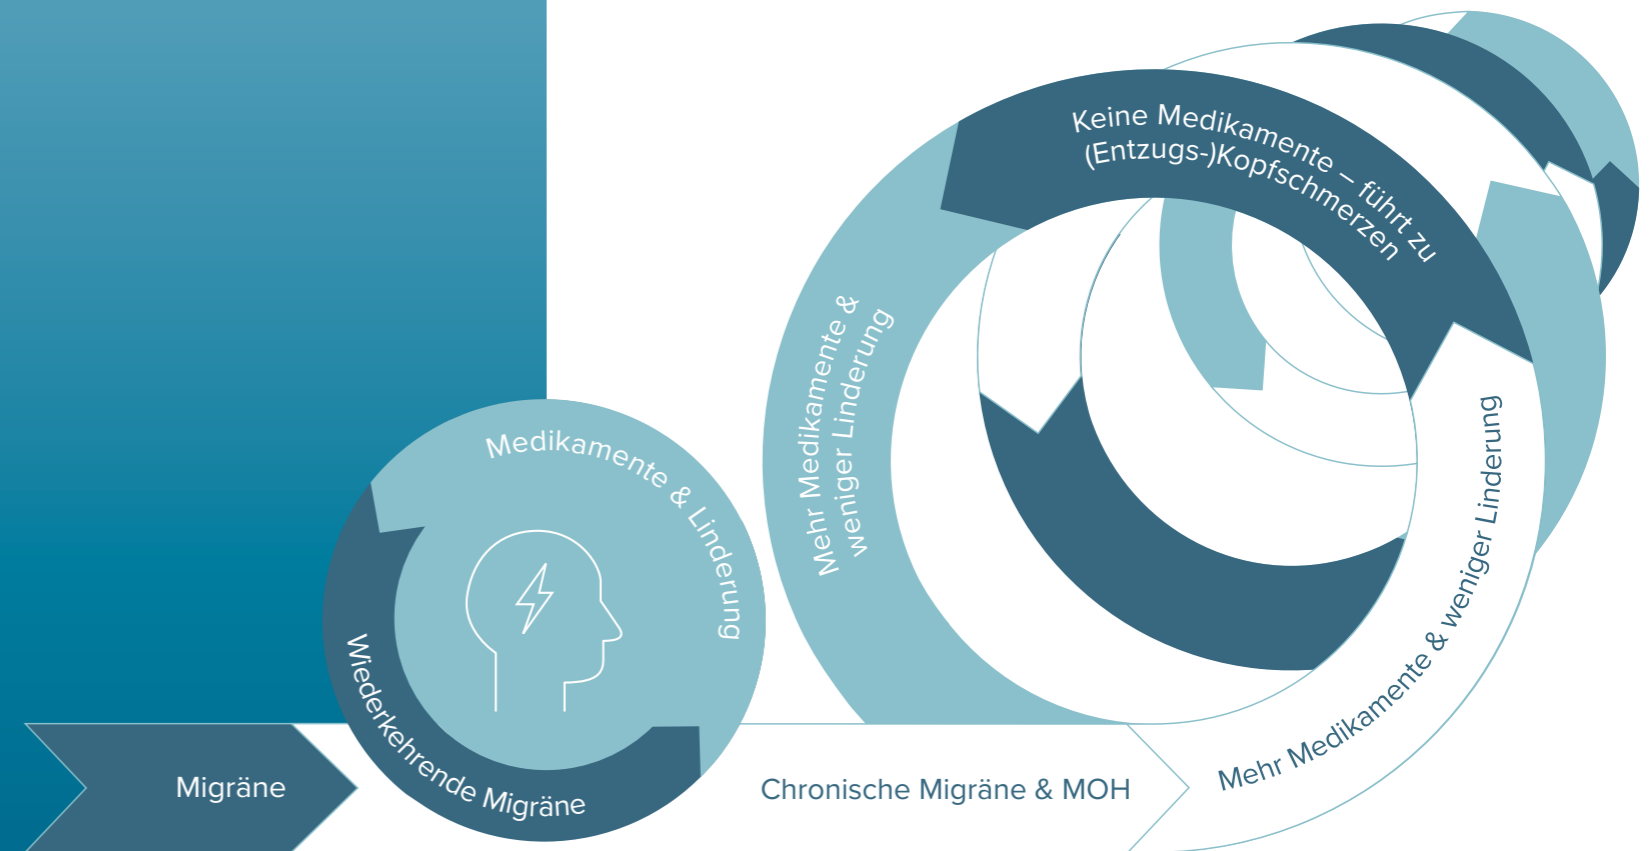 Migräne
Medikamente & Linderung
Wiederkehrende Migräne
Chronische Migräne & MOH
Mehr Medikamente & weniger Linderung
Keine Medikamente – führt zu
(Entzugs-)Kopfschmerzen
Mehr Medikamente &
weniger Linderung